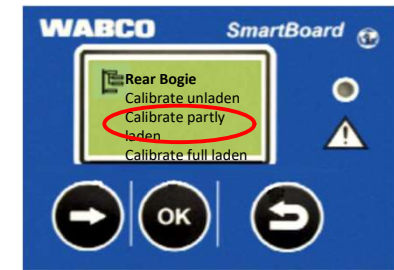 WABCO SmartBoard
Rear Bogie
Calibrate unladen
Calibrate partly
laden
Calibrate full laden
OK